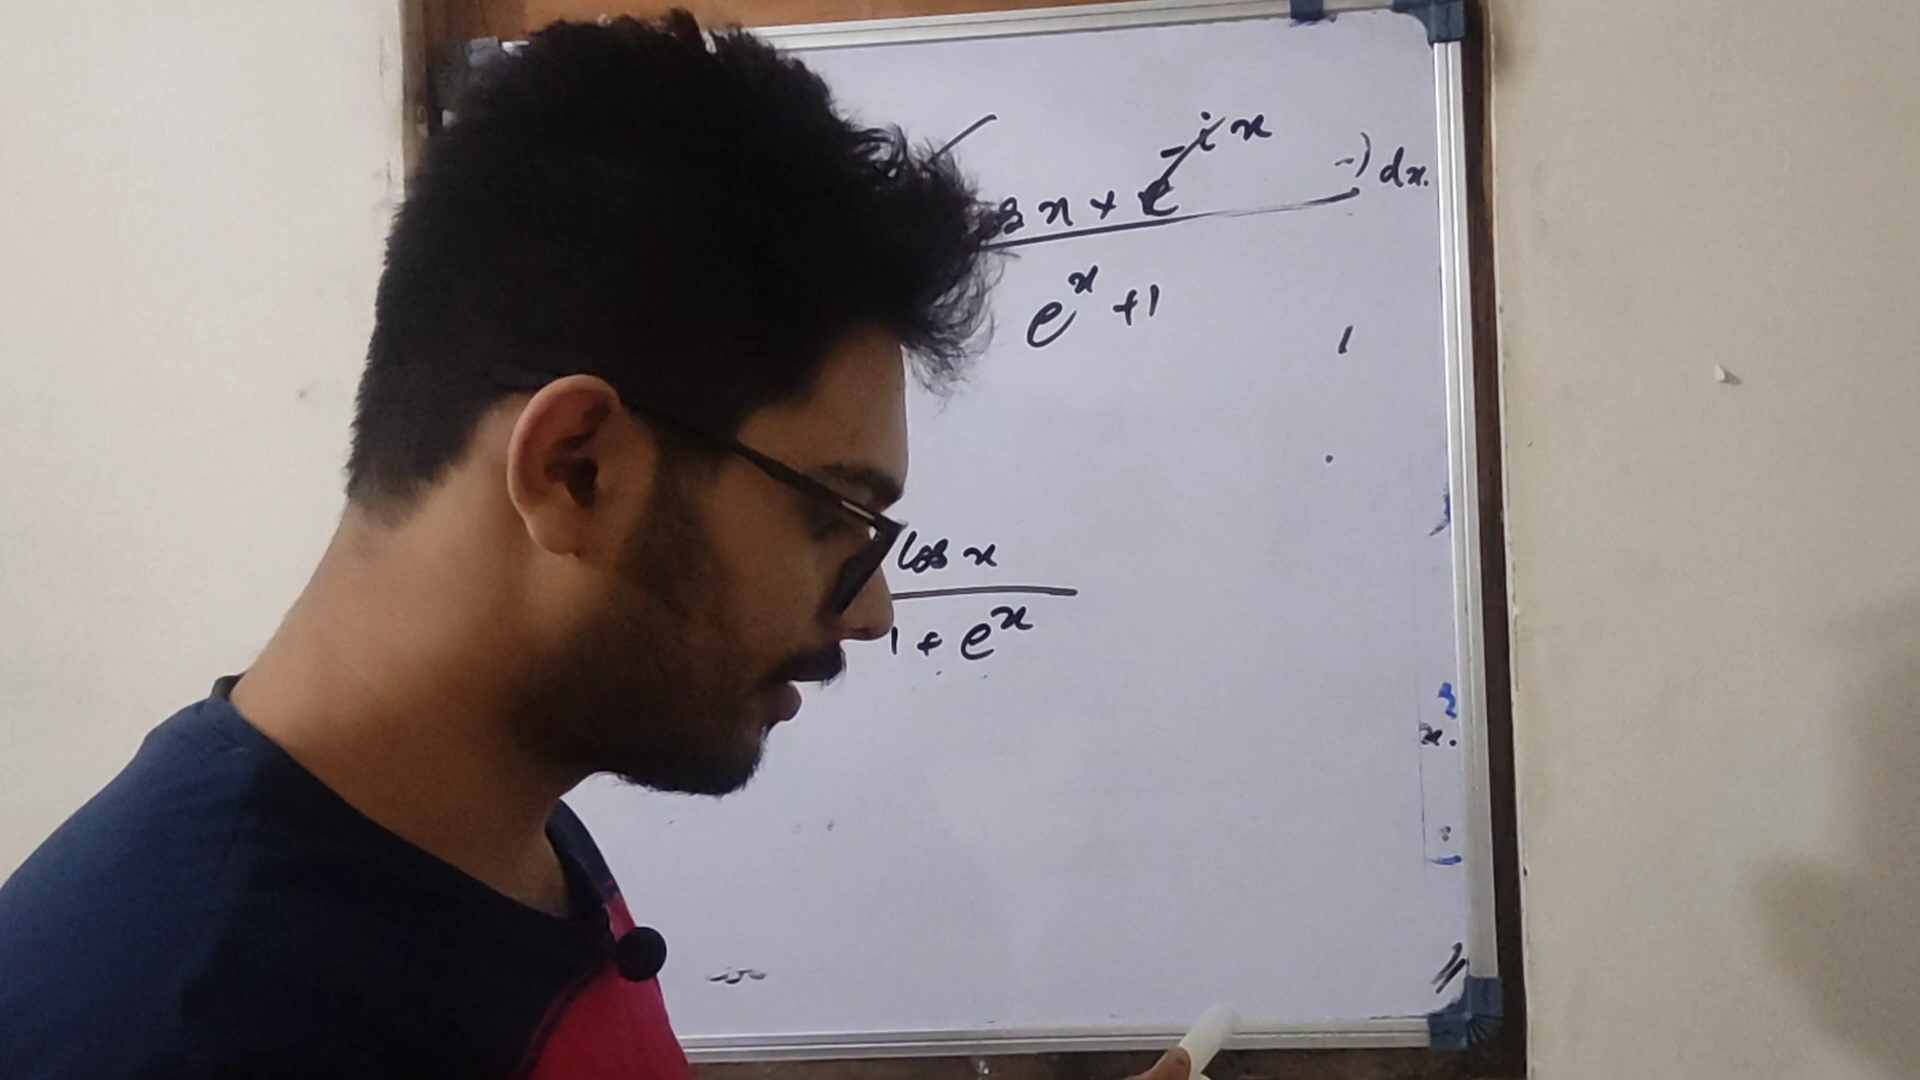 -ix
x + e -) dx.
e^x + 1
cos x
1 + e^x
x.